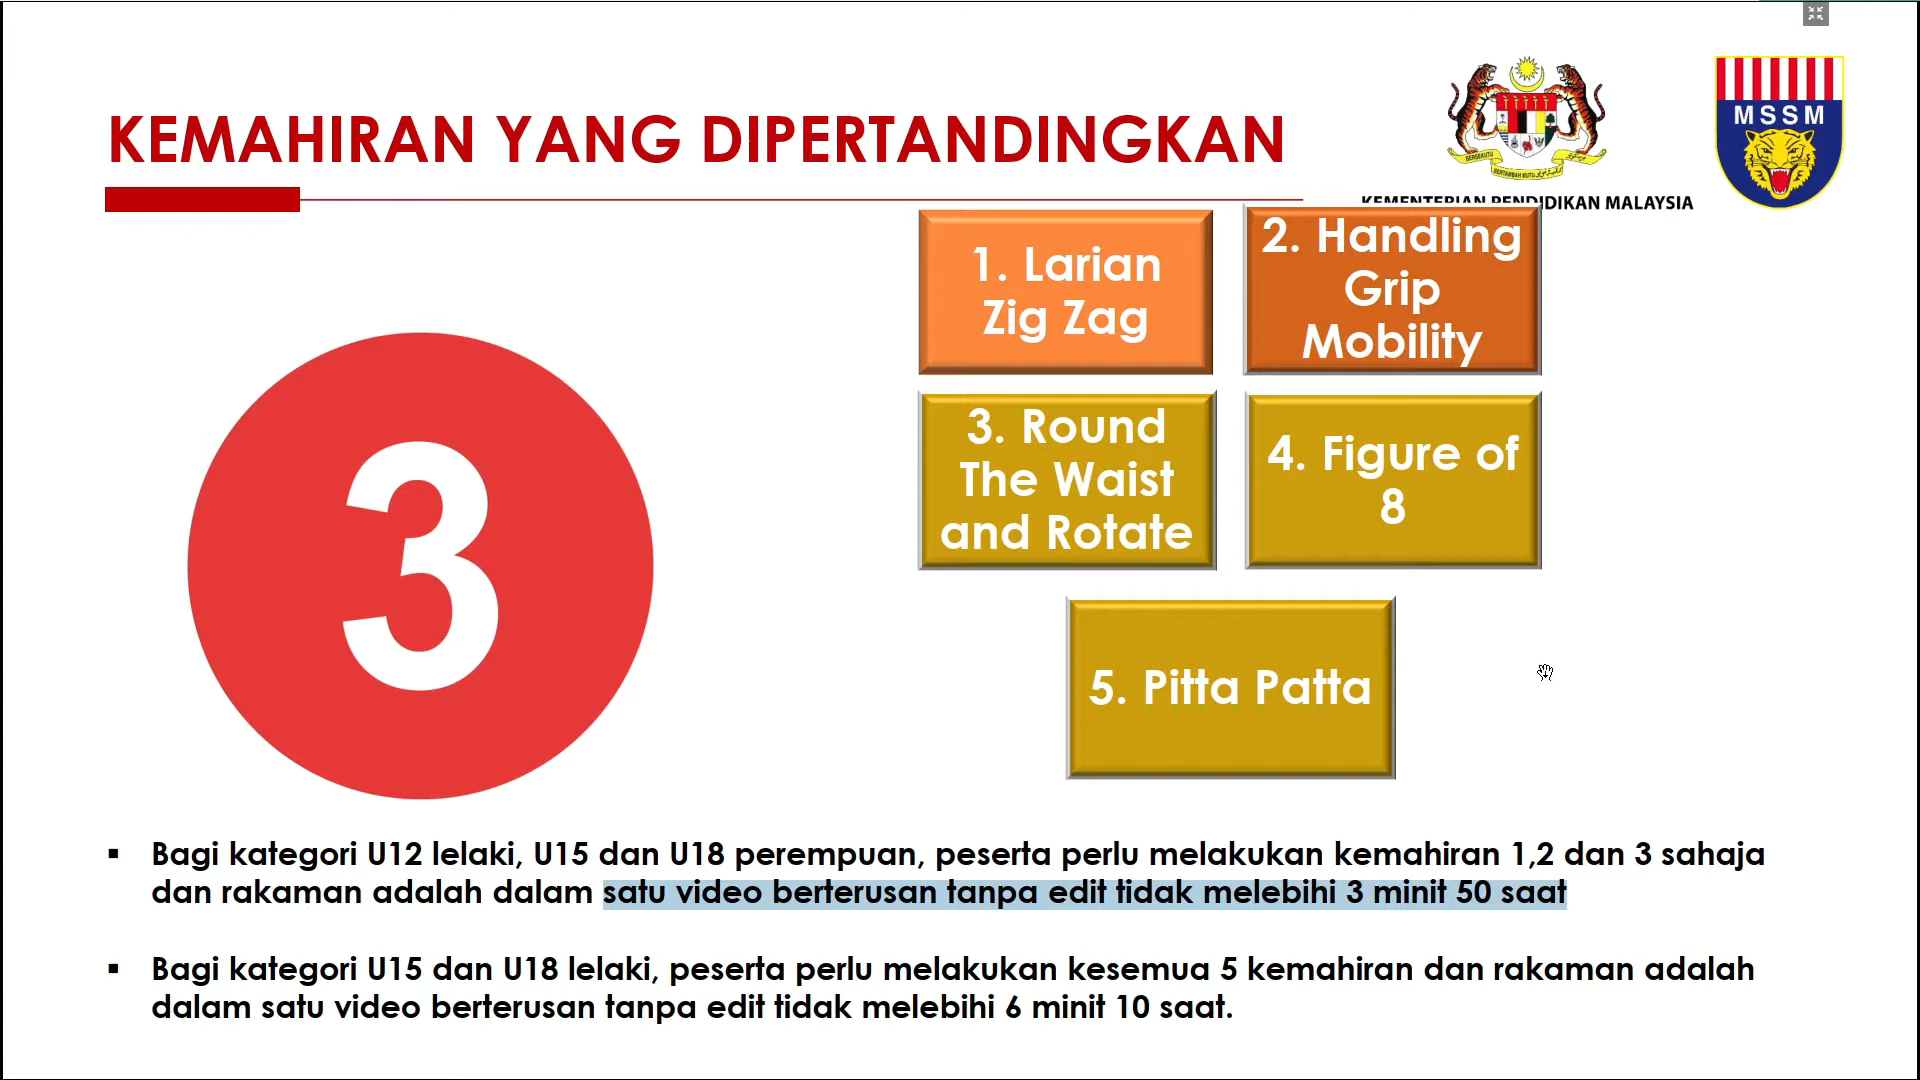 KEMAHIRAN YANG DIPERTANDINGKAN
MSSM
KEMENTERIAN PENDIDIKAN MALAYSIA
1. Larian
Zig Zag
2. Handling
Grip
Mobility
3
3. Round
The Waist
and Rotate
4. Figure of
8
5. Pitta Patta
▪ Bagi kategori U12 lelaki, U15 dan U18 perempuan, peserta perlu melakukan kemahiran 1,2 dan 3 sahaja
dan rakaman adalah dalam satu video berterusan tanpa edit tidak melebihi 3 minit 50 saat
▪ Bagi kategori U15 dan U18 lelaki, peserta perlu melakukan kesemua 5 kemahiran dan rakaman adalah
dalam satu video berterusan tanpa edit tidak melebihi 6 minit 10 saat.